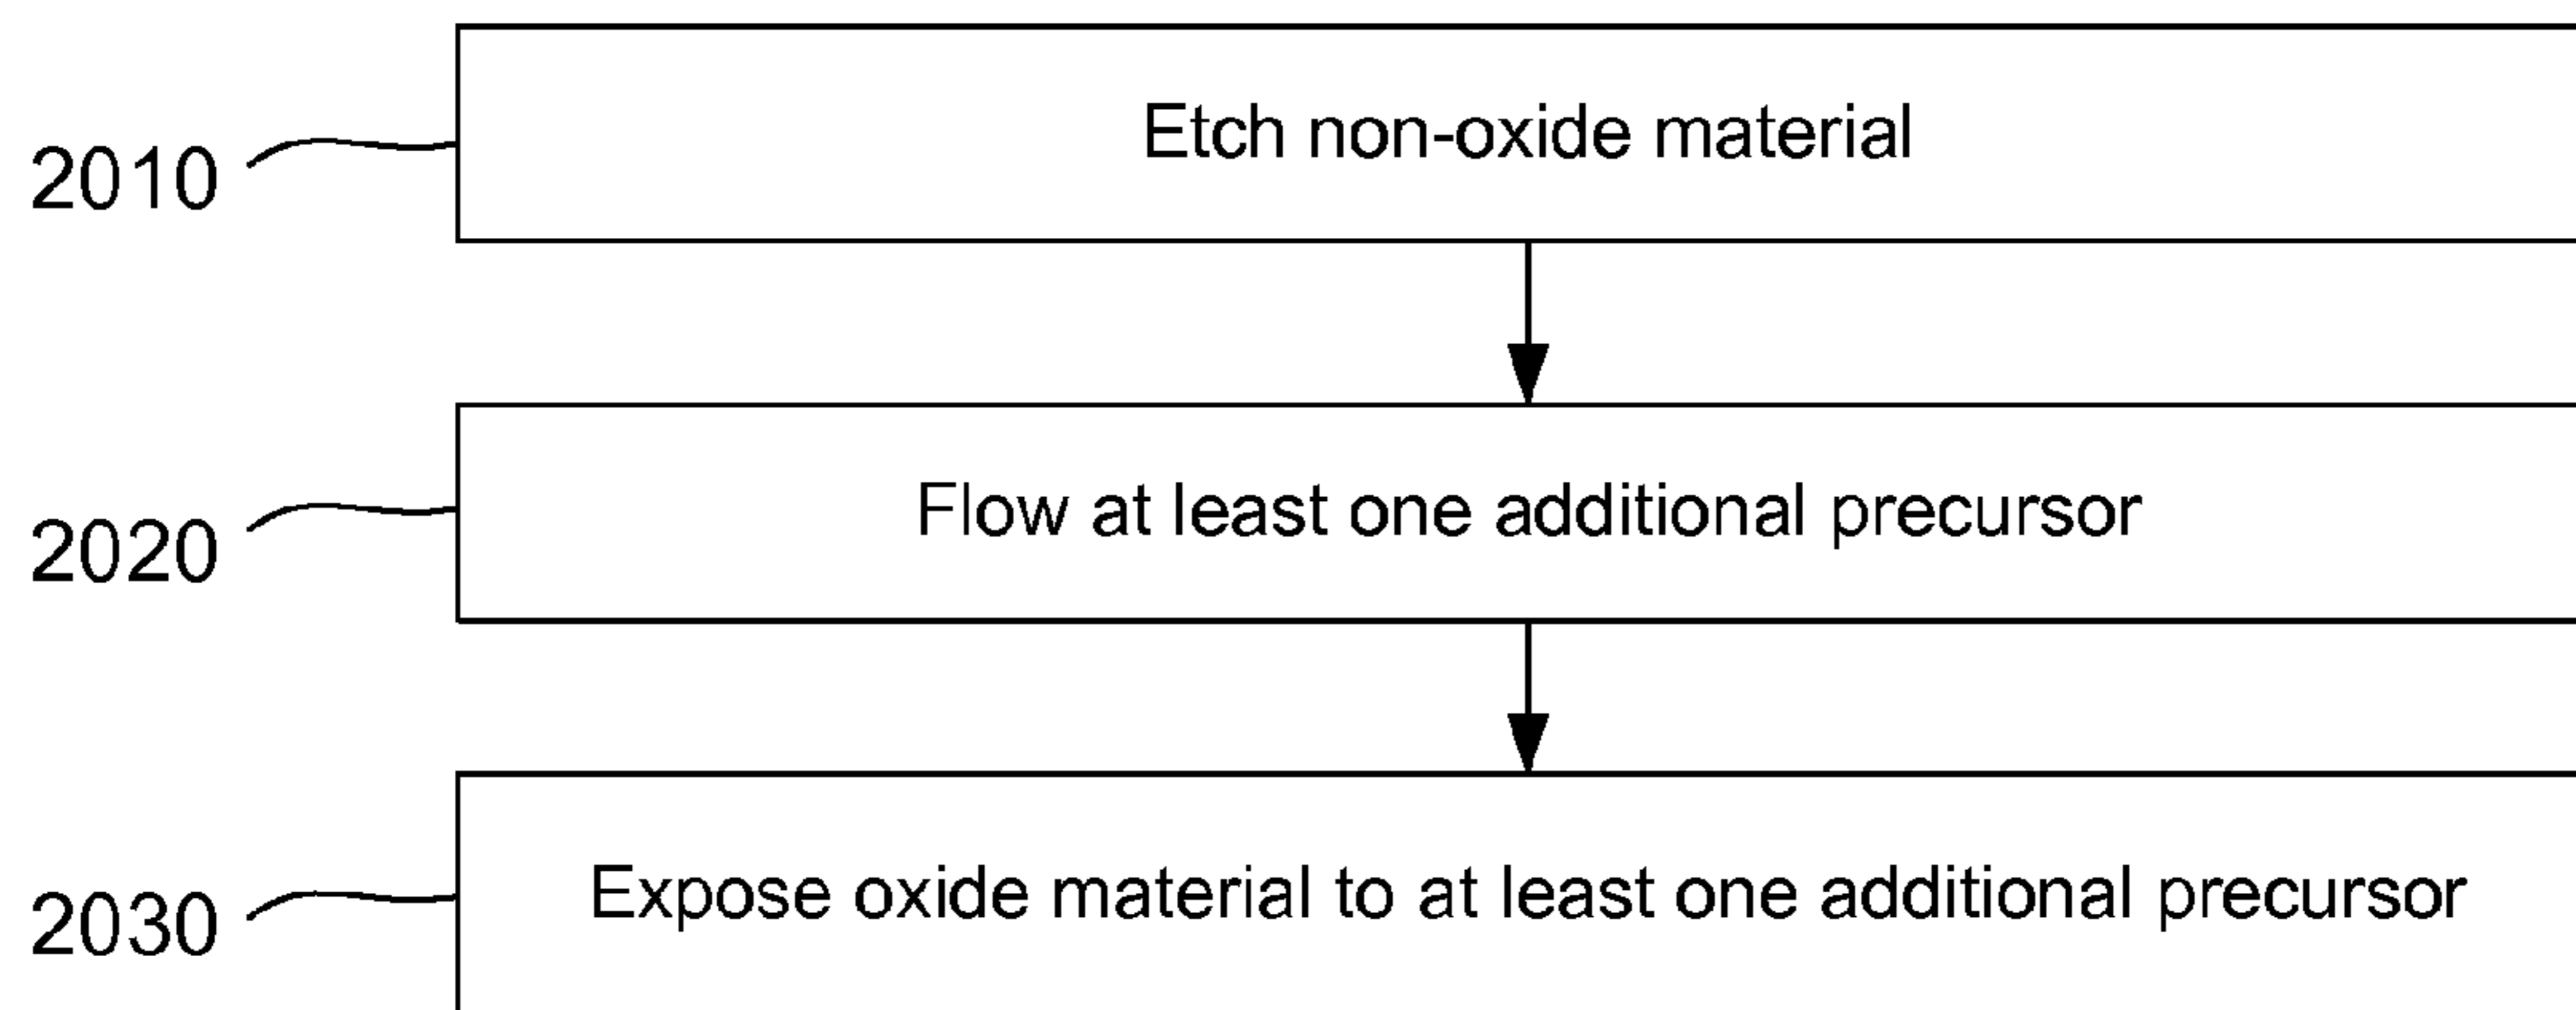 2010 Etch non-oxide material
2020 Flow at least one additional precursor
2030 Expose oxide material to at least one additional precursor